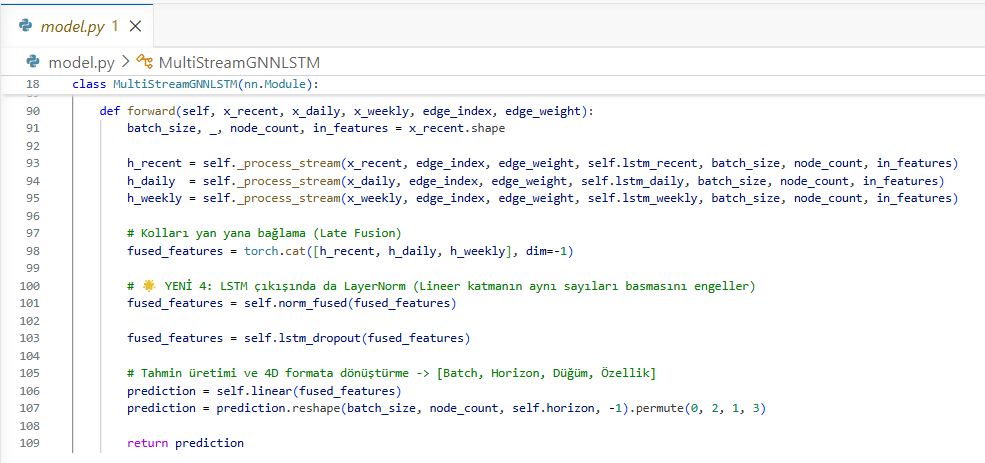 model.py 1 ×
model.py > MultiStreamGNNLSTM
18 class MultiStreamGNNLSTM(nn.Module):
90 def forward(self, x_recent, x_daily, x_weekly, edge_index, edge_weight):
91 batch_size, _, node_count, in_features = x_recent.shape
92
93 h_recent = self._process_stream(x_recent, edge_index, edge_weight, self.lstm_recent, batch_size, node_count, in_features)
94 h_daily  = self._process_stream(x_daily, edge_index, edge_weight, self.lstm_daily, batch_size, node_count, in_features)
95 h_weekly = self._process_stream(x_weekly, edge_index, edge_weight, self.lstm_weekly, batch_size, node_count, in_features)
96
97 # Kolları yan yana bağlama (Late Fusion)
98 fused_features = torch.cat([h_recent, h_daily, h_weekly], dim=-1)
99
100 # 🌟 YENİ 4: LSTM çıkışında da LayerNorm (Lineer katmanın aynı sayıları basmasını engeller)
101 fused_features = self.norm_fused(fused_features)
102
103 fused_features = self.lstm_dropout(fused_features)
104
105 # Tahmin üretimi ve 4D formata dönüştürme -> [Batch, Horizon, Düğüm, Özellik]
106 prediction = self.linear(fused_features)
107 prediction = prediction.reshape(batch_size, node_count, self.horizon, -1).permute(0, 2, 1, 3)
108
109 return prediction